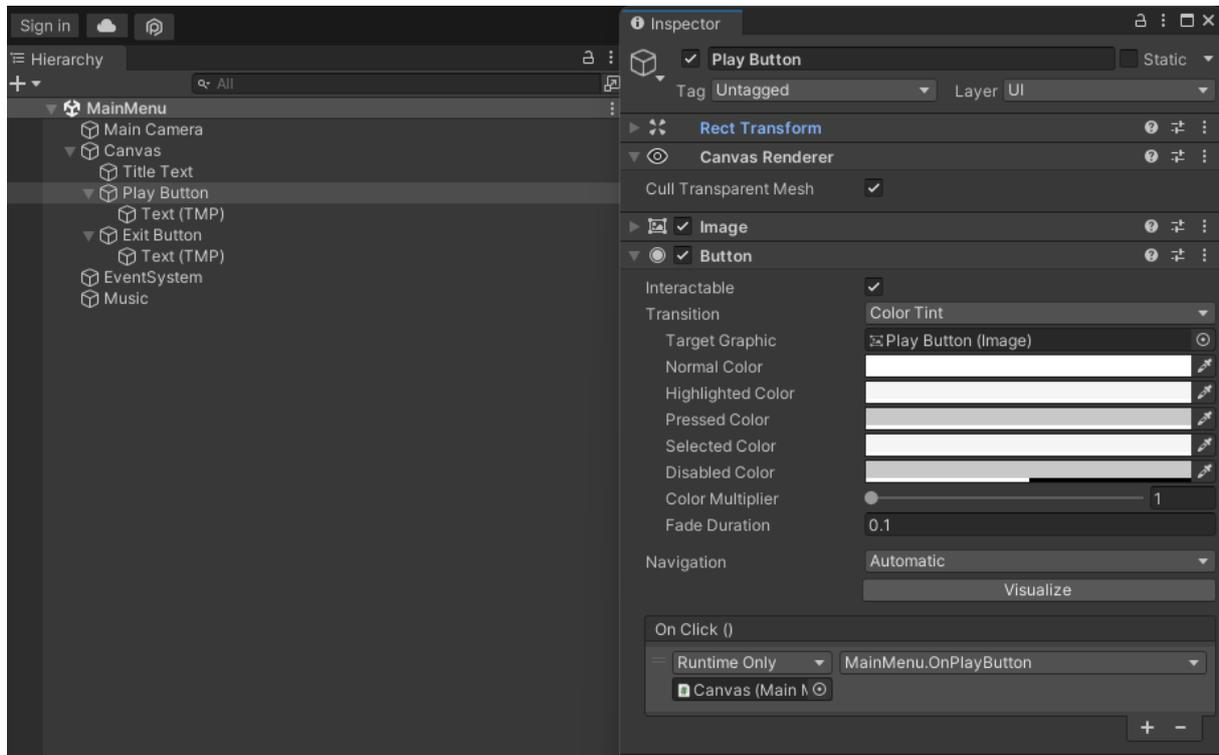 Sign in
Hierarchy
All
MainMenu
Main Camera
Canvas
Title Text
Play Button
Text (TMP)
Exit Button
Text (TMP)
EventSystem
Music
Inspector
Play Button
Static
Tag Untagged Layer UI
Rect Transform
Canvas Renderer
Cull Transparent Mesh
Image
Button
Interactable
Transition Color Tint
Target Graphic Play Button (Image)
Normal Color
Highlighted Color
Pressed Color
Selected Color
Disabled Color
Color Multiplier 1
Fade Duration 0.1
Navigation Automatic
Visualize
On Click ()
Runtime Only MainMenu.OnPlayButton
Canvas (Main